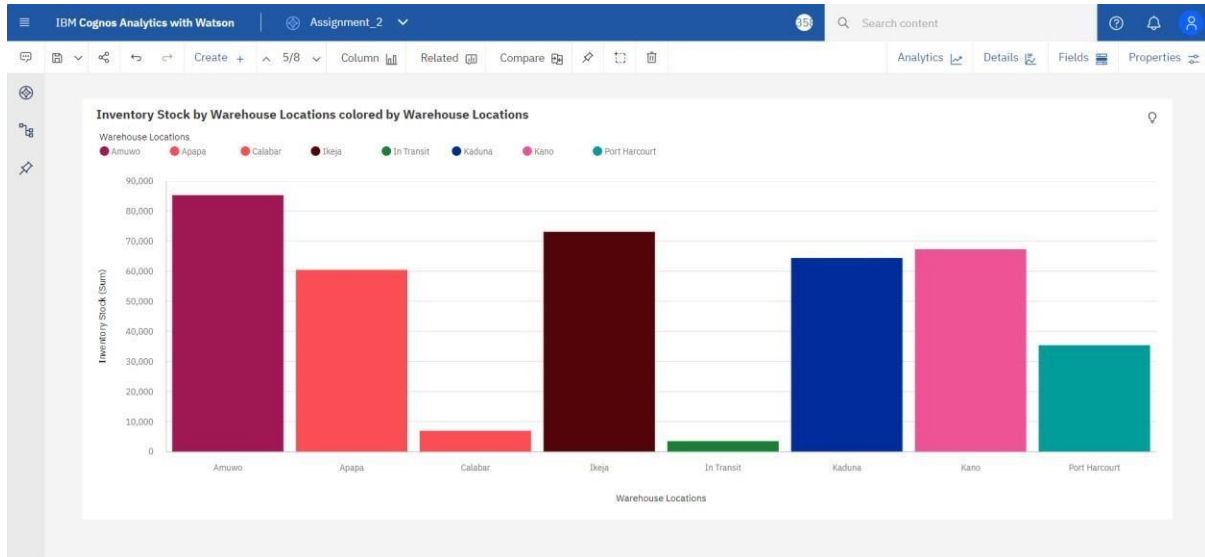 IBM Cognos Analytics with Watson
Assignment_2
Search content
Create +
5/8
Column
Related
Compare
Analytics
Details
Fields
Properties
Inventory Stock by Warehouse Locations colored by Warehouse Locations
Warehouse Locations
Amuwo Apapa Calabar Ikeja In Transit Kaduna Kano Port Harcourt
90,000
80,000
70,000
60,000
50,000
40,000
30,000
20,000
10,000
0
Inventory Stock (Sum)
Amuwo Apapa Calabar Ikeja In Transit Kaduna Kano Port Harcourt
Warehouse Locations